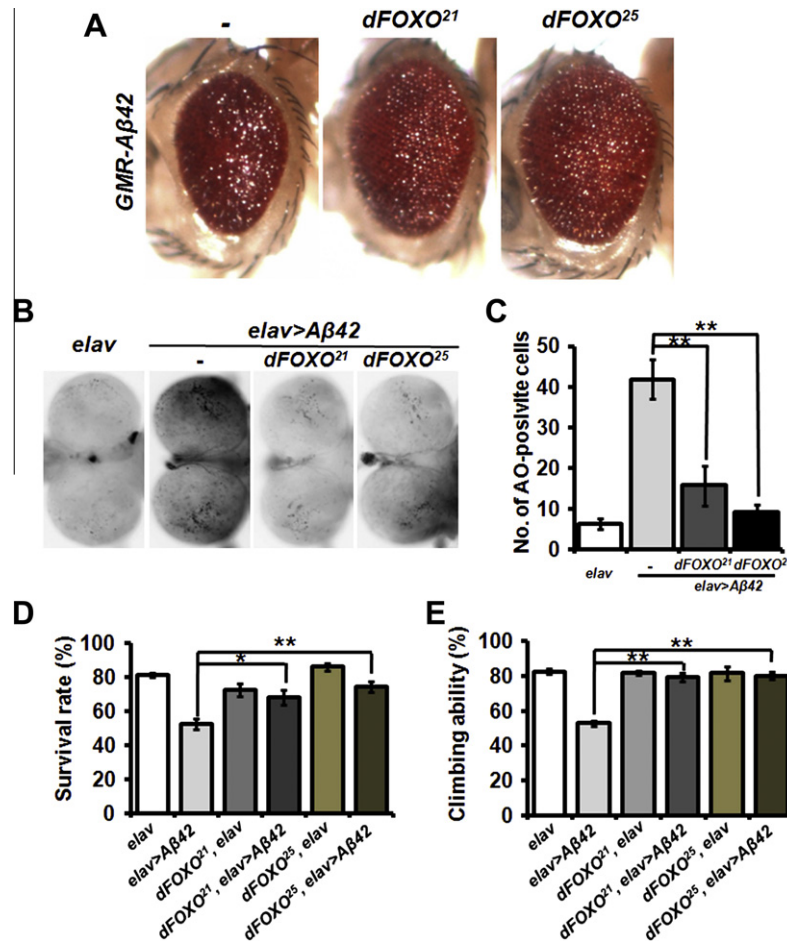 A
-
dFOXO²¹
dFOXO²⁵
GMR-Aβ42
B
elav
elav>Aβ42
-
dFOXO²¹
dFOXO²⁵
C
No. of AO-posivite cells
50
40
30
20
10
0
**
**
elav
-
dFOXO²¹
dFOXO²
elav>Aβ42
D
Survival rate (%)
100
80
60
40
20
0
*
**
elav
elav>Aβ42
dFOXO²¹, elav
dFOXO²¹, elav>Aβ42
dFOXO²⁵, elav
dFOXO²⁵, elav>Aβ42
E
Climbing ability (%)
100
80
60
40
20
0
**
**
elav
elav>Aβ42
dFOXO²¹, elav
dFOXO²¹, elav>Aβ42
dFOXO²⁵, elav
dFOXO²⁵, elav>Aβ42